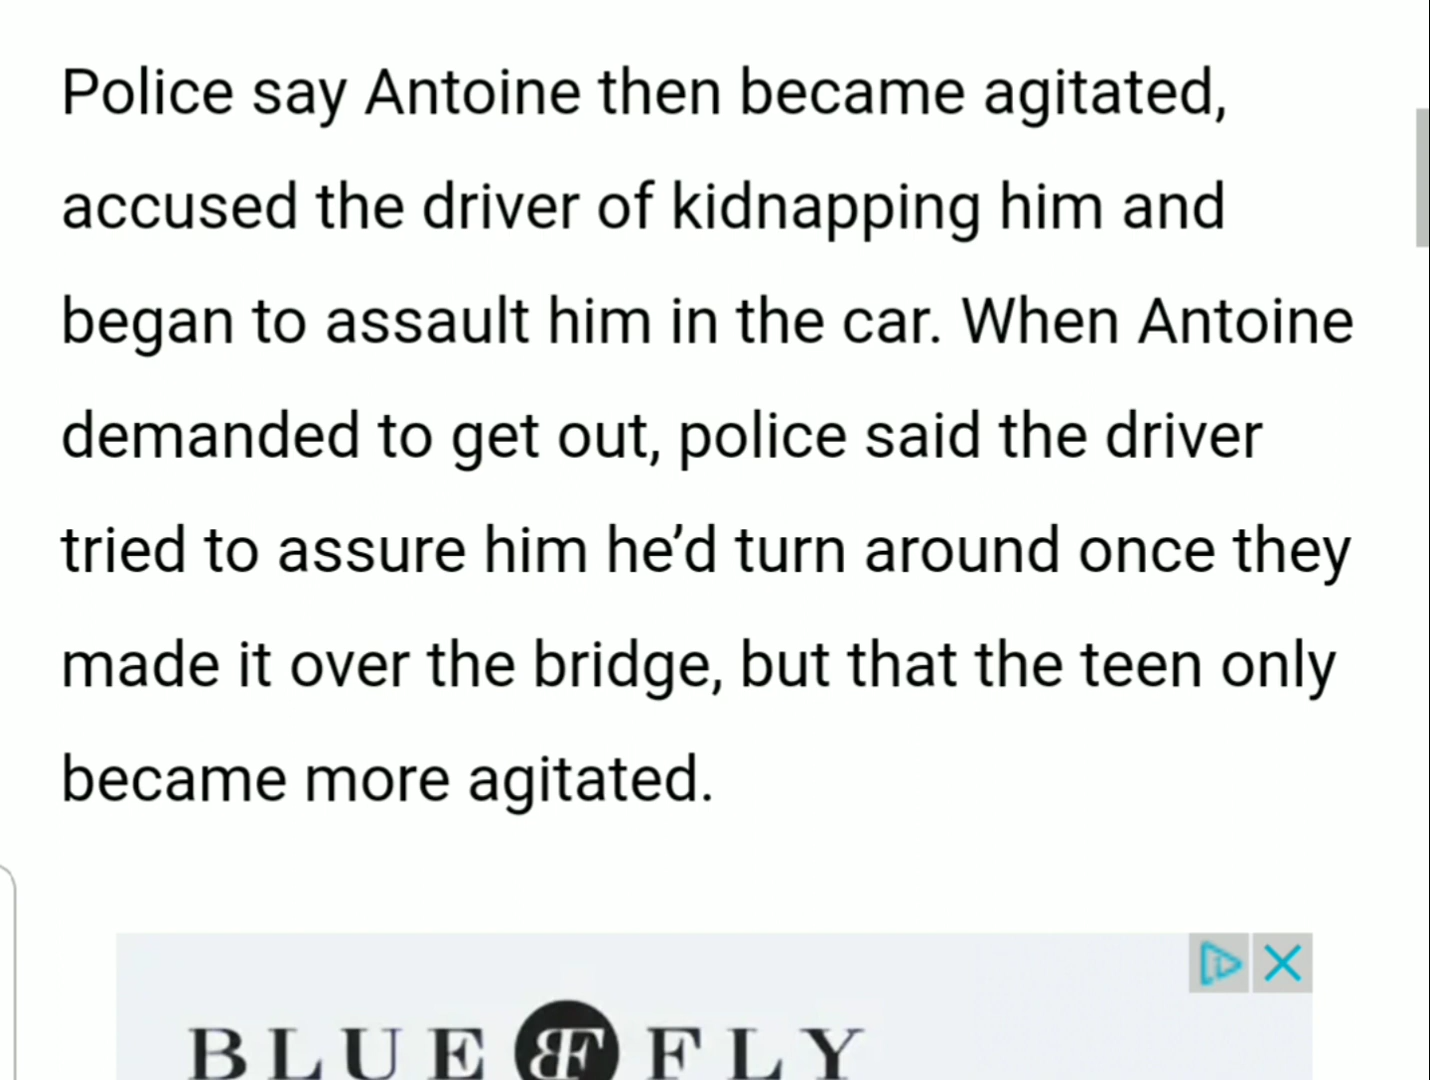 Police say Antoine then became agitated,
accused the driver of kidnapping him and
began to assault him in the car. When Antoine
demanded to get out, police said the driver
tried to assure him he’d turn around once they
made it over the bridge, but that the teen only
became more agitated.
BLUE BF FLY